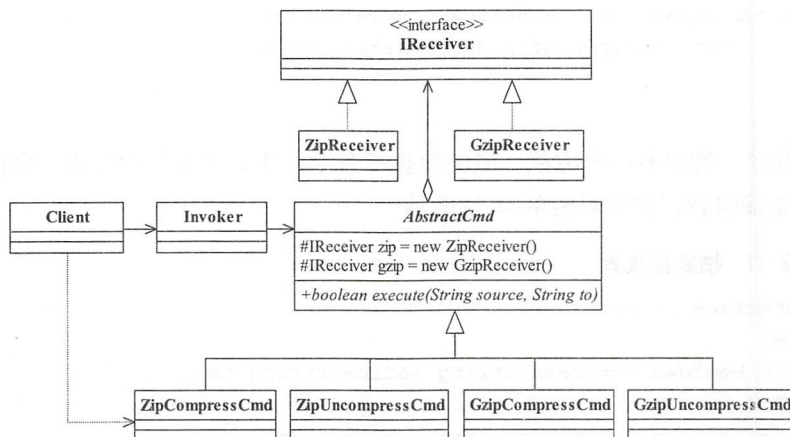 <<interface>>
IReceiver
ZipReceiver
GzipReceiver
Client
Invoker
AbstractCmd
#IReceiver zip = new ZipReceiver()
#IReceiver gzip = new GzipReceiver()
+boolean execute(String source, String to)
ZipCompressCmd
ZipUncompressCmd
GzipCompressCmd
GzipUncompressCmd